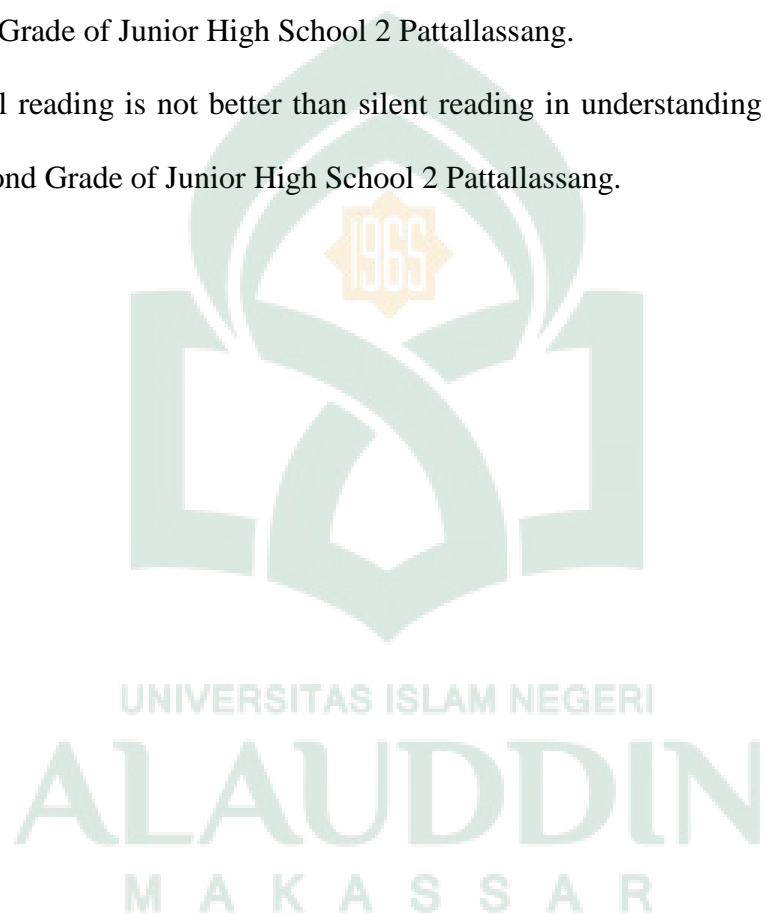 Grade of Junior High School 2 Pattallassang.
l reading is not better than silent reading in understanding
ond Grade of Junior High School 2 Pattallassang.
1965
UNIVERSITAS ISLAM NEGERI
ALAUDDIN
MAKASSAR